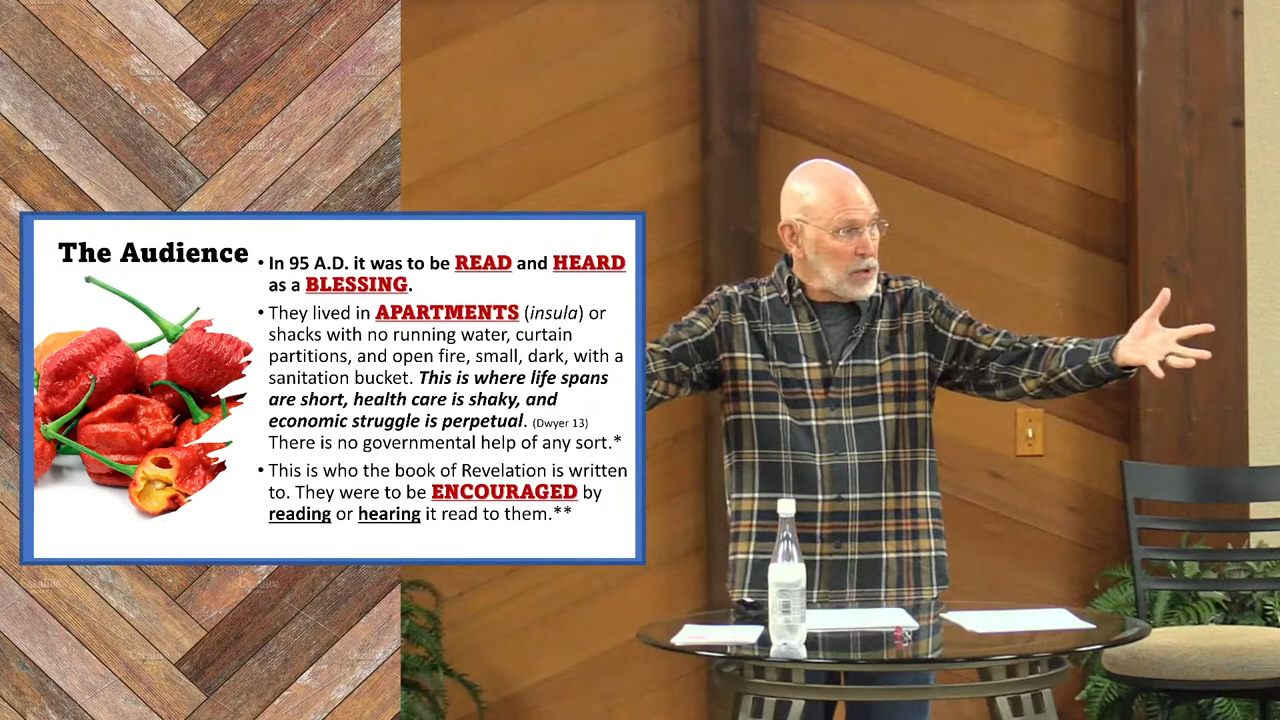 The Audience
• In 95 A.D. it was to be READ and HEARD
as a BLESSING.
• They lived in APARTMENTS (insula) or
shacks with no running water, curtain
partitions, and open fire, small, dark, with a
sanitation bucket. This is where life spans
are short, health care is shaky, and
economic struggle is perpetual. (Dwyer 13)
There is no governmental help of any sort.*
• This is who the book of Revelation is written
to. They were to be ENCOURAGED by
reading or hearing it read to them.**